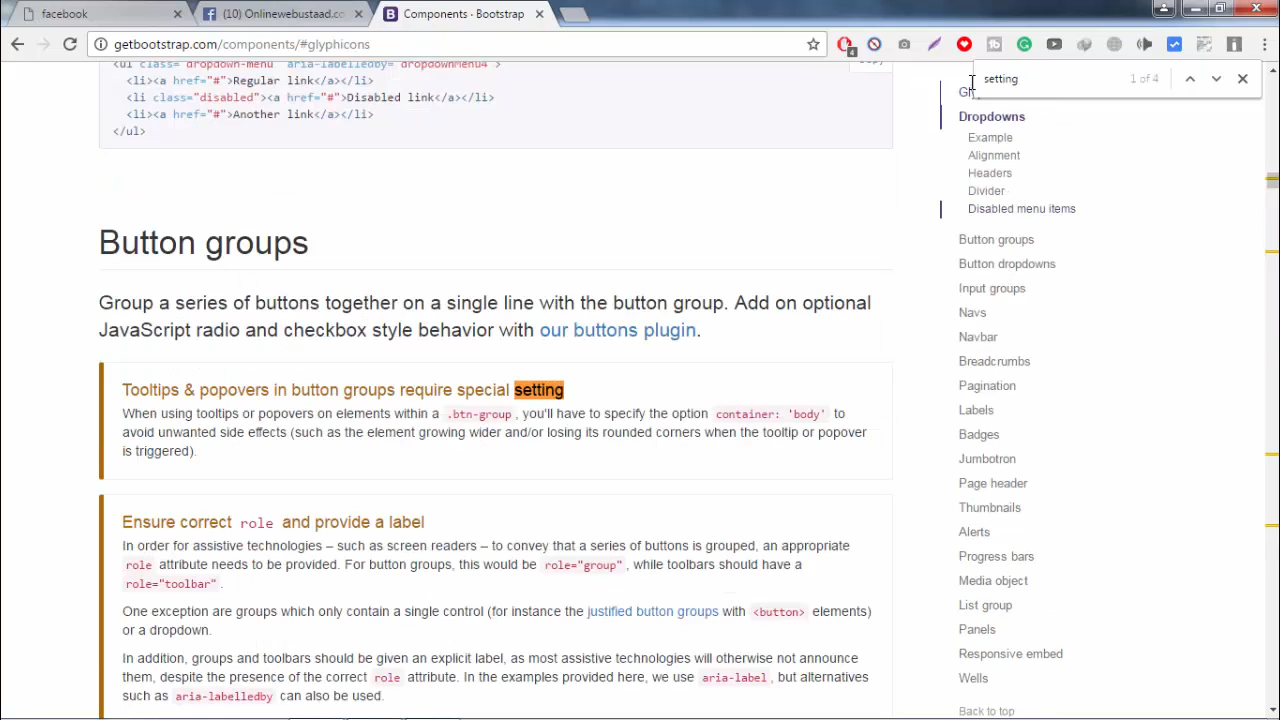 facebook
(10) Onlinewebustaad.co
Components · Bootstrap
getbootstrap.com/components/#glyphicons
4
setting
1 of 4
<ul class="dropdown-menu" aria-labelledby="dropdownMenu4">
<li><a href="#">Regular link</a></li>
<li class="disabled"><a href="#">Disabled link</a></li>
<li><a href="#">Another link</a></li>
</ul>
Button groups
Group a series of buttons together on a single line with the button group. Add on optional
JavaScript radio and checkbox style behavior with our buttons plugin.
Tooltips & popovers in button groups require special setting
When using tooltips or popovers on elements within a .btn-group, you'll have to specify the option container: 'body' to
avoid unwanted side effects (such as the element growing wider and/or losing its rounded corners when the tooltip or popover
is triggered).
Ensure correct role and provide a label
In order for assistive technologies – such as screen readers – to convey that a series of buttons is grouped, an appropriate
role attribute needs to be provided. For button groups, this would be role="group", while toolbars should have a
role="toolbar".
One exception are groups which only contain a single control (for instance the justified button groups with <button> elements)
or a dropdown.
In addition, groups and toolbars should be given an explicit label, as most assistive technologies will otherwise not announce
them, despite the presence of the correct role attribute. In the examples provided here, we use aria-label, but alternatives
such as aria-labelledby can also be used.
Dropdowns
Example
Alignment
Headers
Divider
Disabled menu items
Button groups
Button dropdowns
Input groups
Navs
Navbar
Breadcrumbs
Pagination
Labels
Badges
Jumbotron
Page header
Thumbnails
Alerts
Progress bars
Media object
List group
Panels
Responsive embed
Wells
Back to top